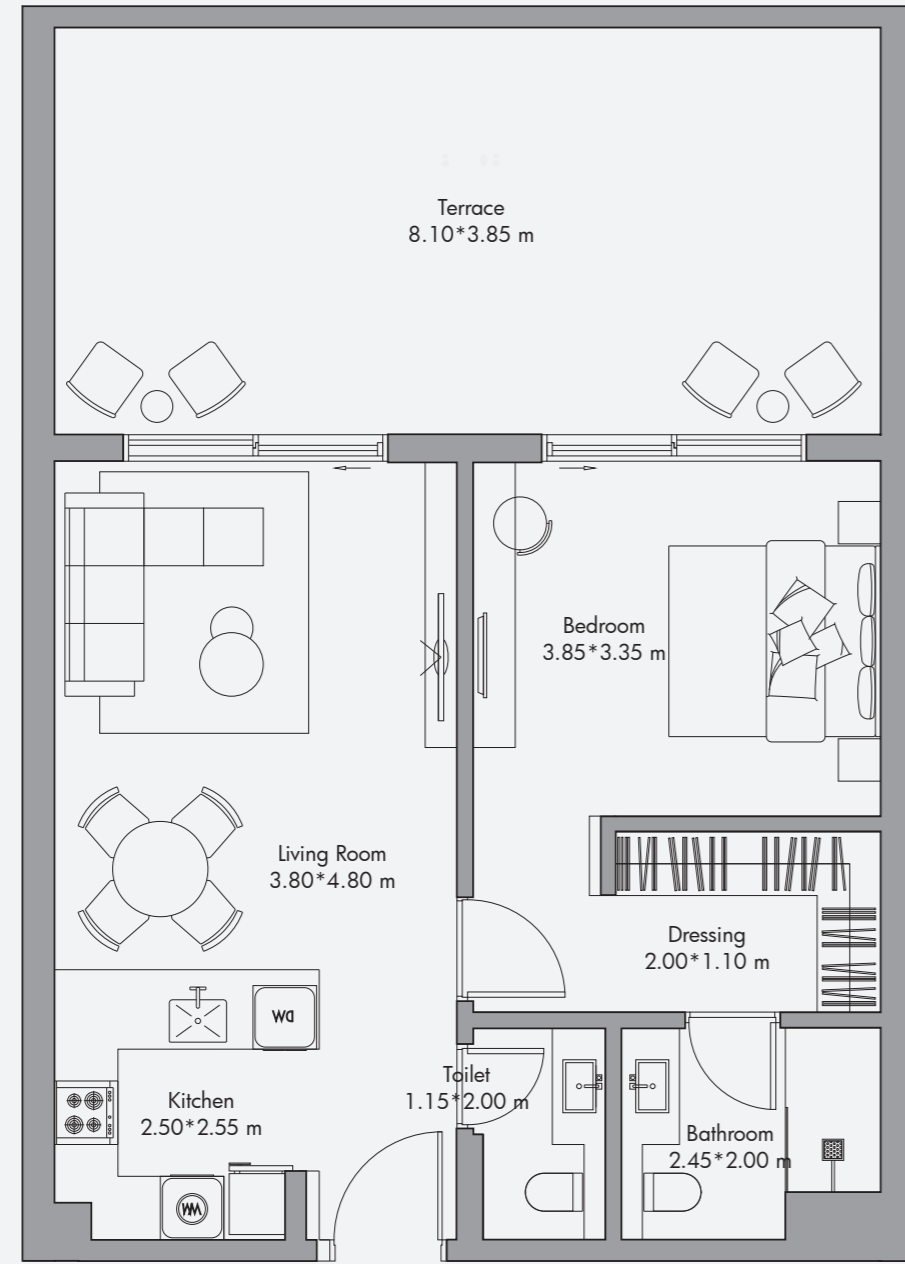 Terrace
8.10*3.85 m
Bedroom
3.85*3.35 m
Living Room
3.80*4.80 m
Dressing
2.00*1.10 m
DW
Toilet
1.15*2.00 m
Kitchen
2.50*2.55 m
Bathroom
2.45*2.00 m
WM